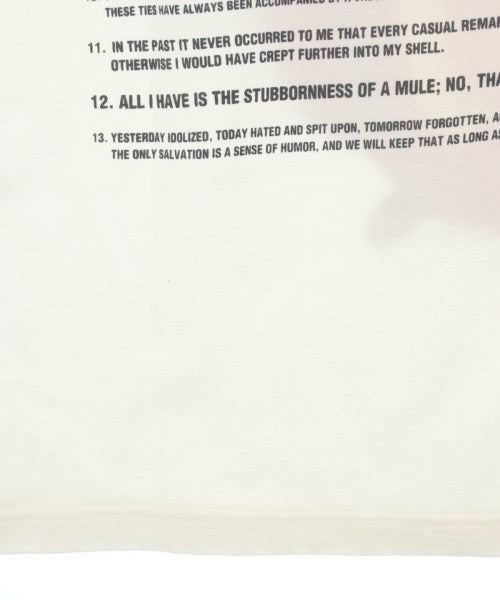 THESE TIES HAVE ALWAYS BEEN
11. IN THE PAST IT NEVER OCCURRED TO ME THAT EVERY CASUAL
OTHERWISE I WOULD HAVE CREPT FURTHER INTO MY SHELL.
12. ALL I HAVE IS THE STUBBORNNESS OF A MULE; NO,
13. YESTERDAY IDOLIZED, TODAY HATED AND SPIT UPON, TOMORROW FORGOTTEN,
THE ONLY SALVATION IS A SENSE OF HUMOR, AND WE WILL KEEP THAT AS LONG